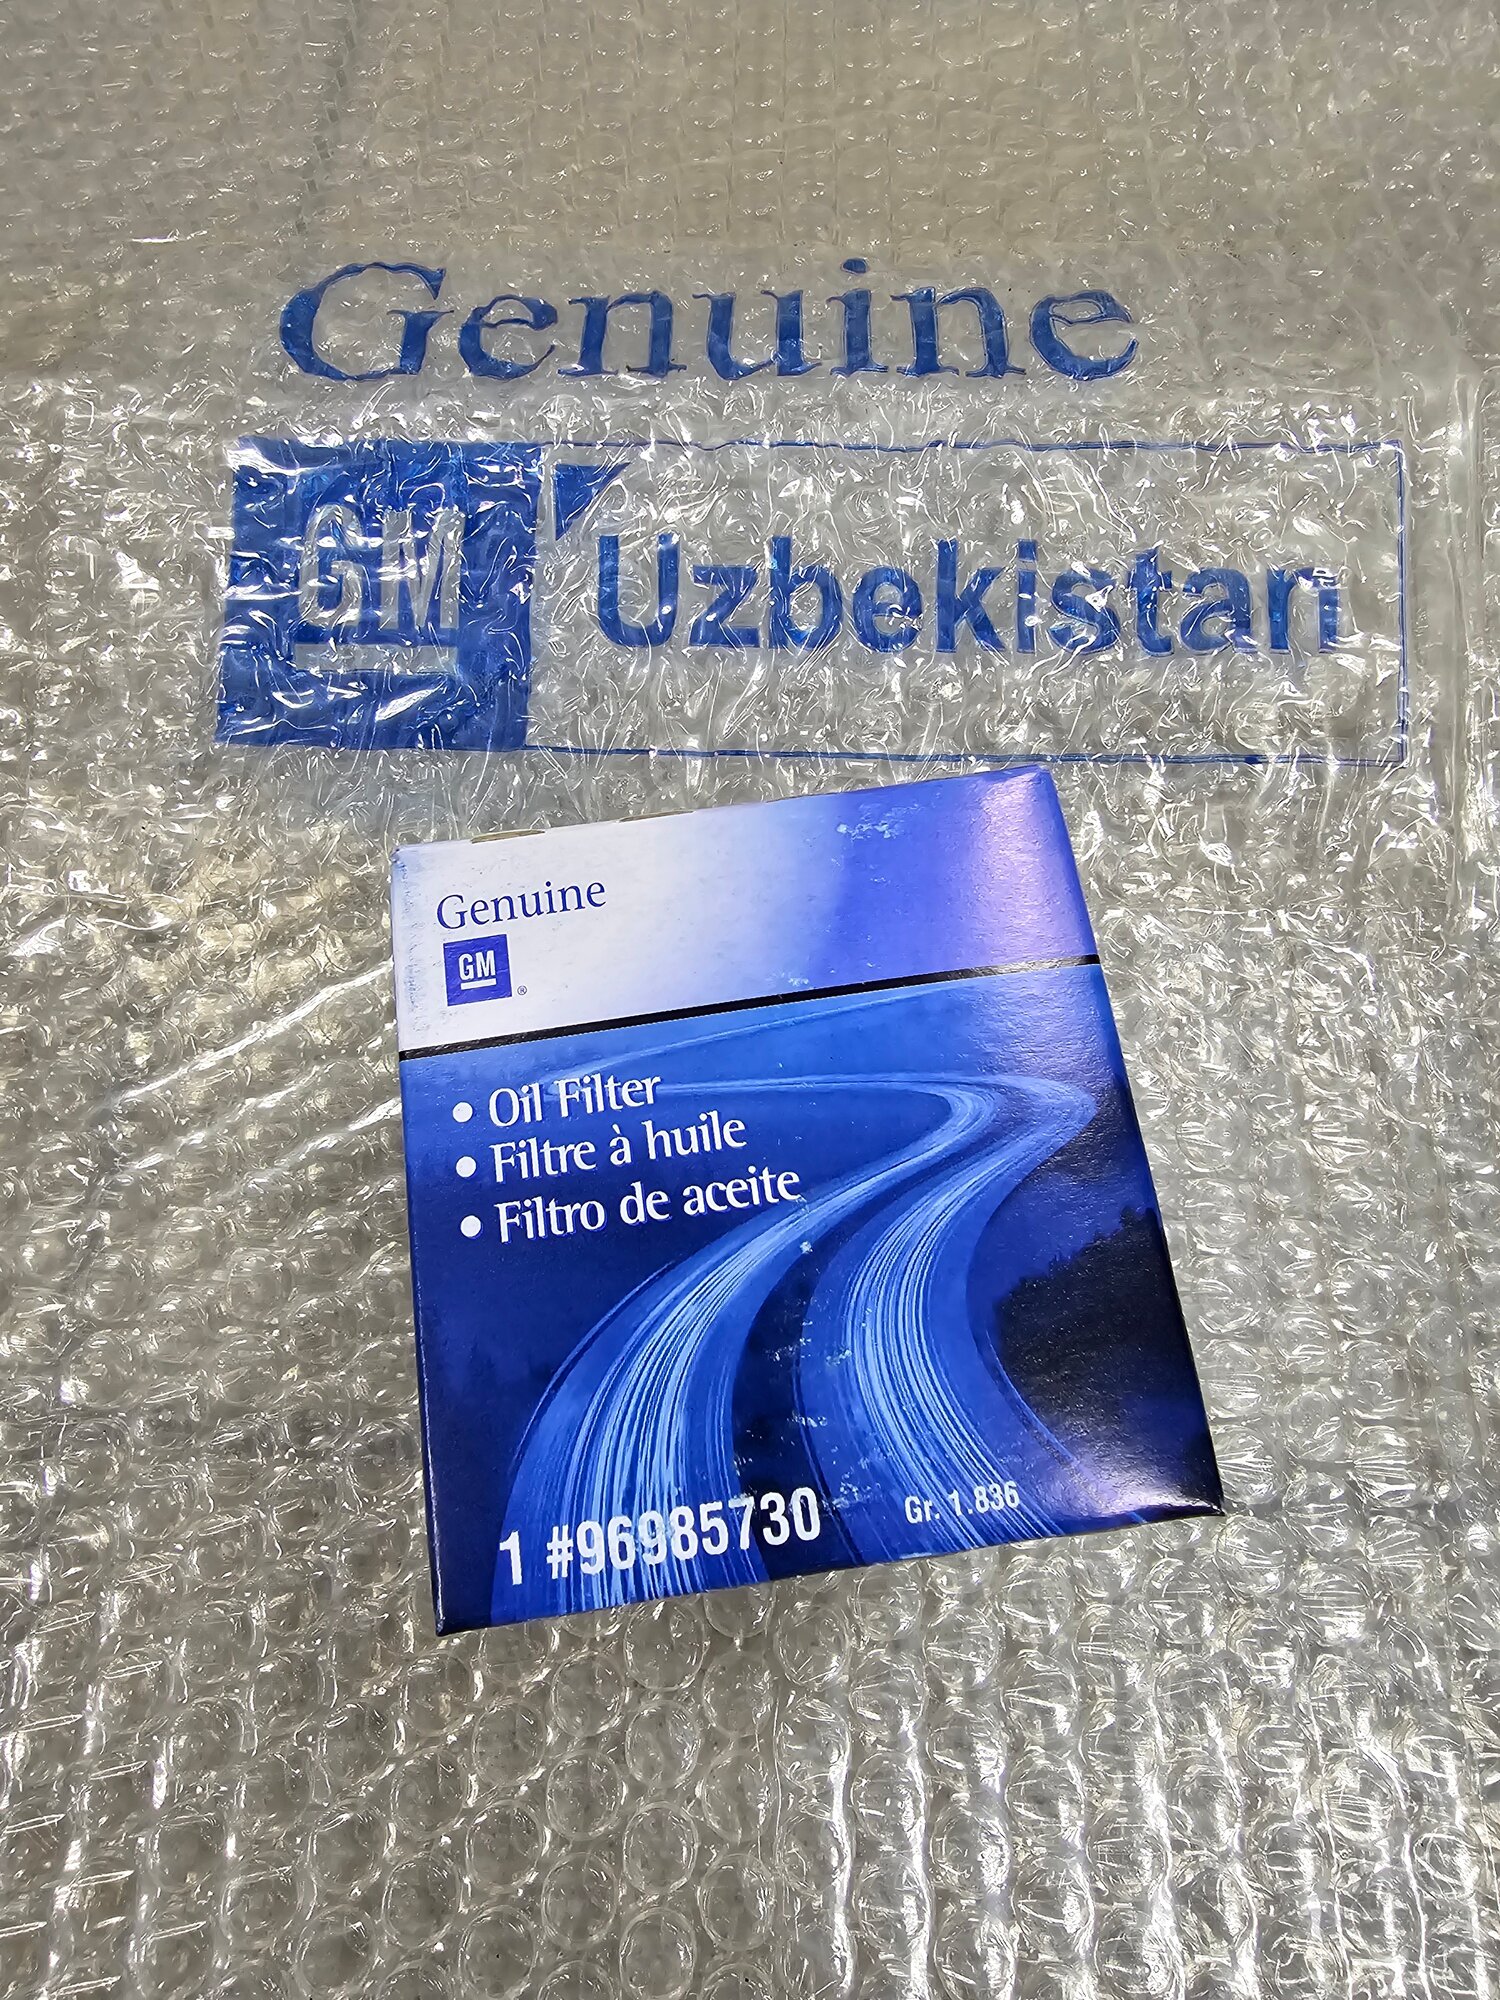 Genuine
GM Uzbekistan
Genuine
GM ®
• Oil Filter
• Filtre à huile
• Filtro de aceite
1 #96985730 Gr. 1.836